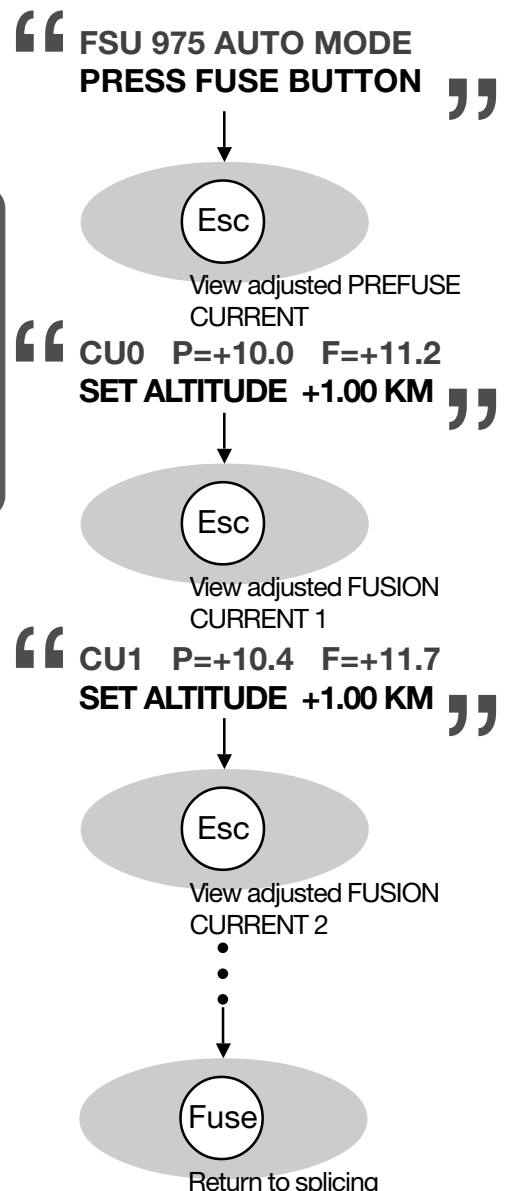 “ FSU 975 AUTO MODE
PRESS FUSE BUTTON ”
Esc
View adjusted PREFUSE
CURRENT
“ CU0 P=+10.0 F=+11.2
SET ALTITUDE +1.00 KM ”
Esc
View adjusted FUSION
CURRENT 1
“ CU1 P=+10.4 F=+11.7
SET ALTITUDE +1.00 KM ”
Esc
View adjusted FUSION
CURRENT 2
Fuse
Return to splicing